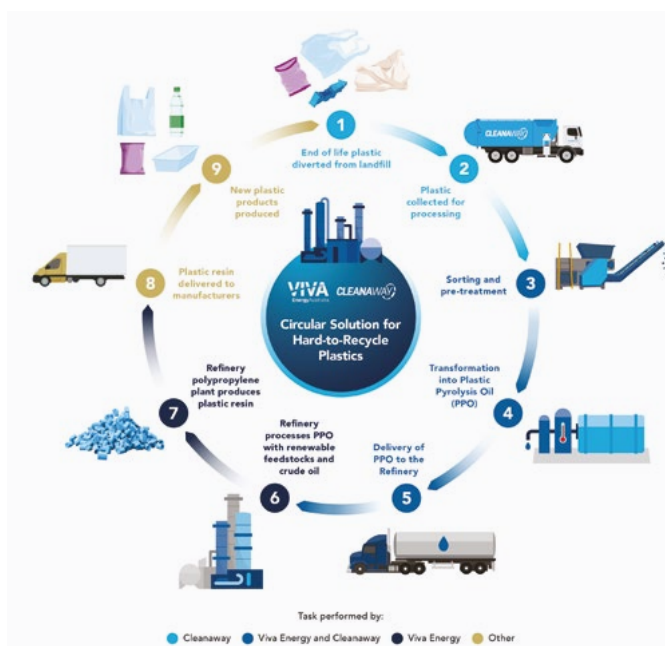 1
End of life plastic
diverted from landfill
CLEANAWAY
2
Plastic
collected for
processing
3
Sorting and
pre-treatment
4
Transformation
into Plastic
Pyrolysis Oil
(PPO)
5
Delivery of
PPO to the
Refinery
6
Refinery
processes PPO
with renewable
feedstocks and
crude oil
7
Refinery
polypropylene
plant produces
plastic resin
8
Plastic resin
delivered to
manufacturers
9
New plastic
products
produced
VIVA
Energy Australia
CLEANAWAY
Circular Solution for
Hard-to-Recycle
Plastics
Task performed by:
Cleanaway
Viva Energy and Cleanaway
Viva Energy
Other